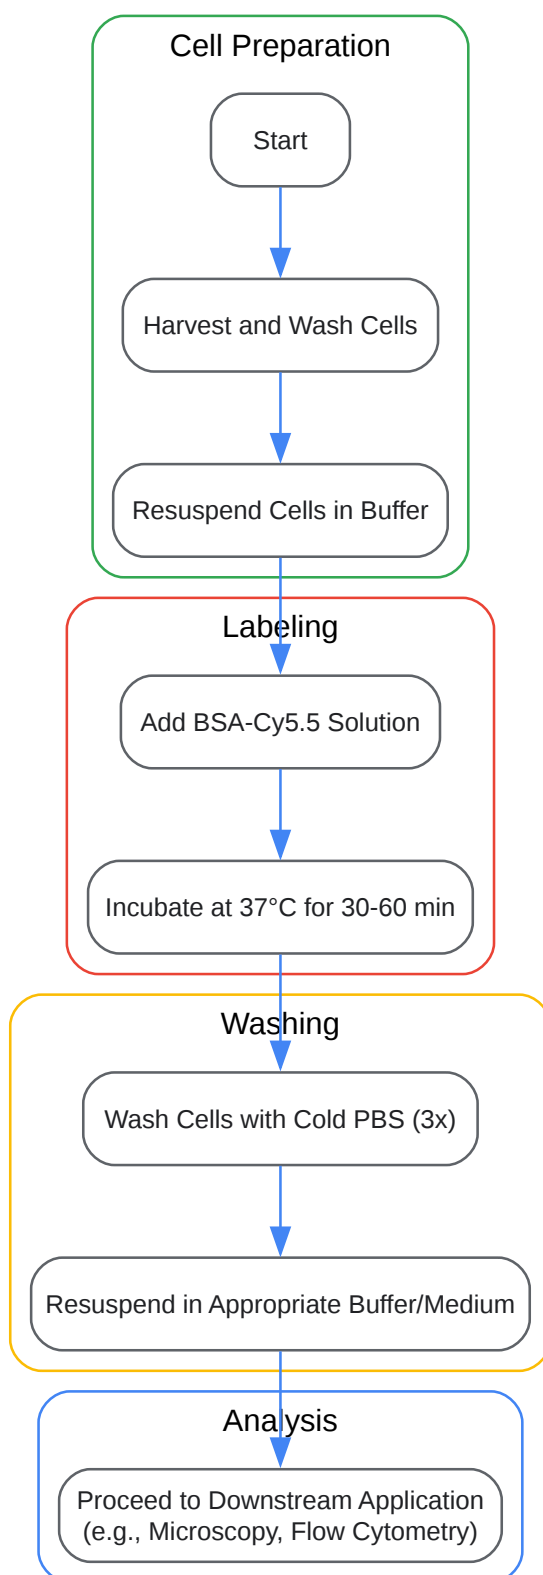 Cell Preparation
Start
Harvest and Wash Cells
Resuspend Cells in Buffer
Labeling
Add BSA-Cy5.5 Solution
Incubate at 37°C for 30-60 min
Washing
Wash Cells with Cold PBS (3x)
Resuspend in Appropriate Buffer/Medium
Analysis
Proceed to Downstream Application
(e.g., Microscopy, Flow Cytometry)